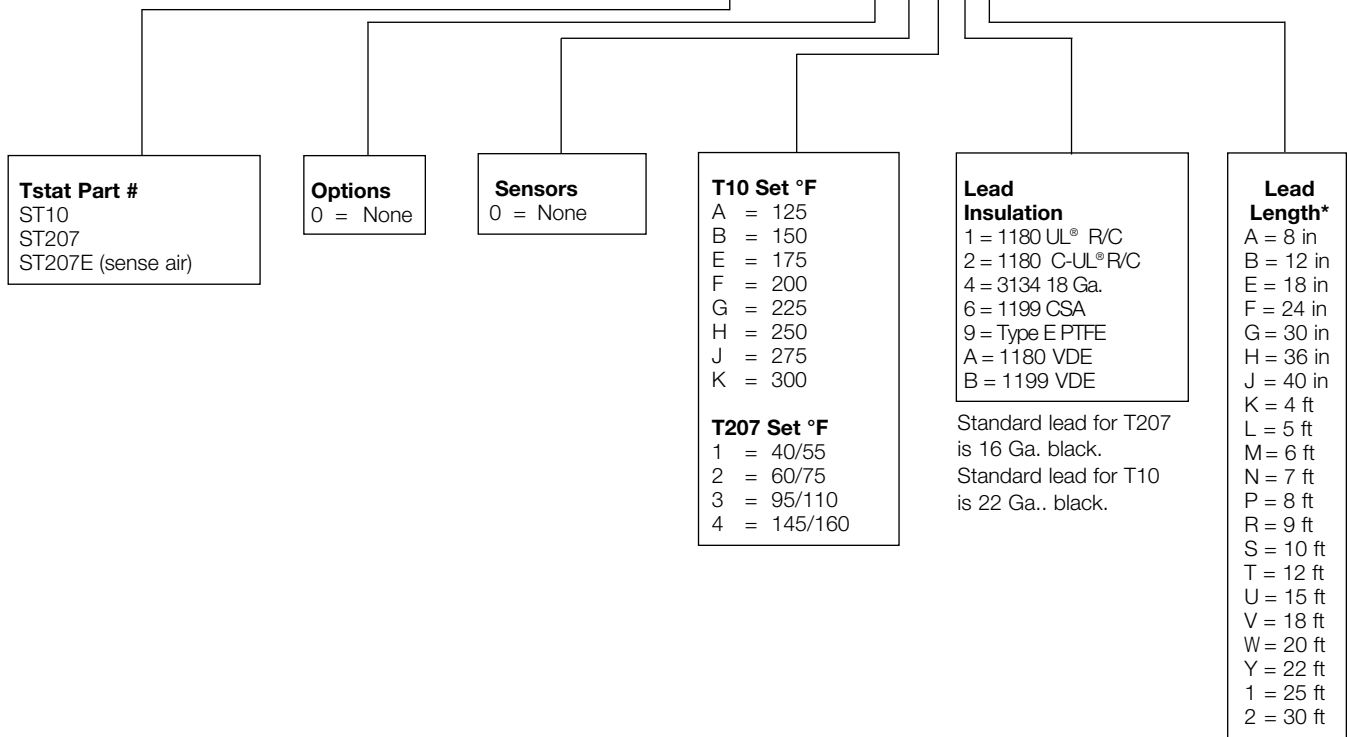 Tstat Part #
ST10
ST207
ST207E (sense air)
Options
0 = None
Sensors
0 = None
T10 Set °F
A = 125
B = 150
E = 175
F = 200
G = 225
H = 250
J = 275
K = 300
T207 Set °F
1 = 40/55
2 = 60/75
3 = 95/110
4 = 145/160
Lead
Insulation
1 = 1180 UL® R/C
2 = 1180 C-UL® R/C
4 = 3134 18 Ga.
6 = 1199 CSA
9 = Type E PTFE
A = 1180 VDE
B = 1199 VDE
Standard lead for T207
is 16 Ga. black.
Standard lead for T10
is 22 Ga.. black.
Lead
Length*
A = 8 in
B = 12 in
E = 18 in
F = 24 in
G = 30 in
H = 36 in
J = 40 in
K = 4 ft
L = 5 ft
M = 6 ft
N = 7 ft
P = 8 ft
R = 9 ft
S = 10 ft
T = 12 ft
U = 15 ft
V = 18 ft
W = 20 ft
Y = 22 ft
1 = 25 ft
2 = 30 ft